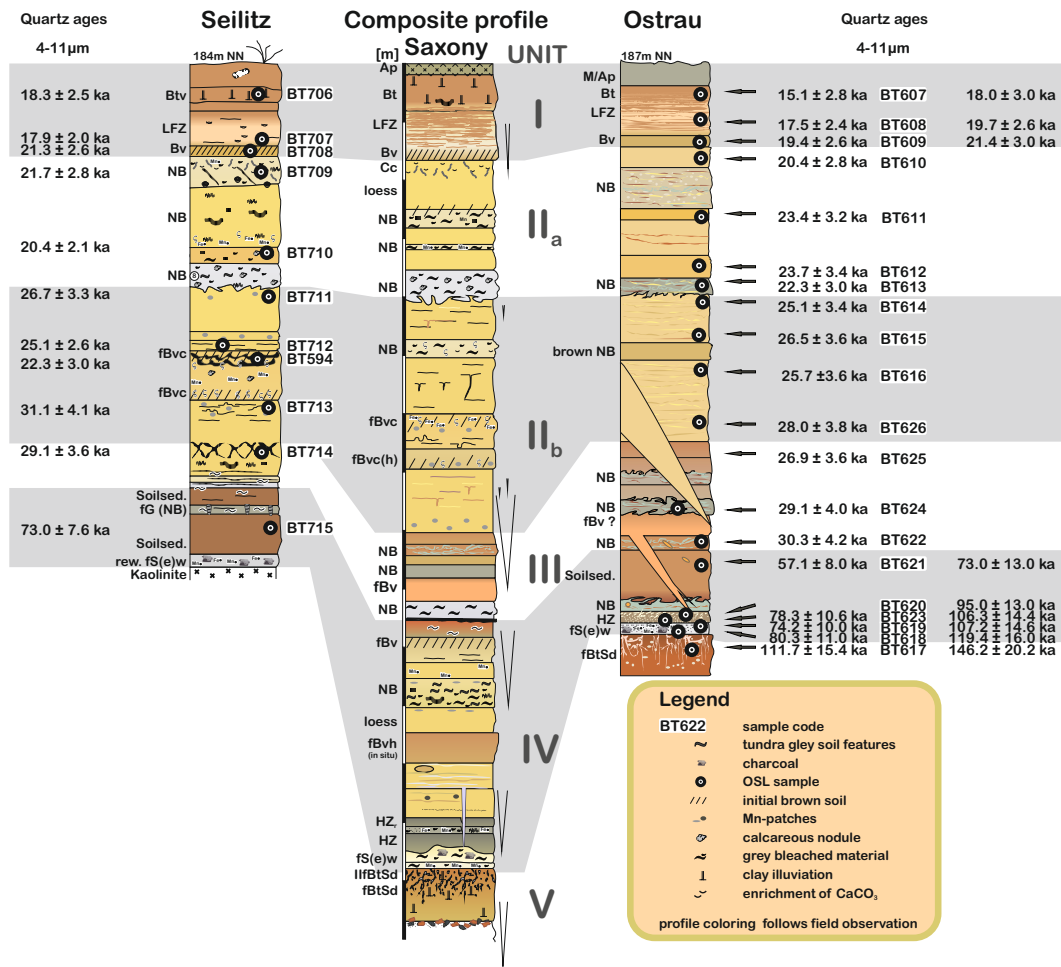 Quartz ages
4-11µm
Seilitz
184m NN
Composite profile
Saxony
[m]
UNIT
Ostrau
187m NN
Quartz ages
4-11µm
18.3 ± 2.5 ka
17.9 ± 2.0 ka
21.3 ± 2.6 ka
21.7 ± 2.8 ka
20.4 ± 2.1 ka
26.7 ± 3.3 ka
25.1 ± 2.6 ka
22.3 ± 3.0 ka
31.1 ± 4.1 ka
29.1 ± 3.6 ka
73.0 ± 7.6 ka
Btv
LFZ
Bv
NB
NB
NB
fBvc
fBvc
Soilsed.
fG (NB)
Soilsed.
rew. fS(e)w
Kaolinite
BT706
BT707
BT708
BT709
BT710
BT711
BT712
BT594
BT713
BT714
BT715
Ap
Bt
LFZ
Bv
Cc
loess
NB
NB
NB
NB
fBvc
fBvc(h)
NB
NB
fBv
NB
fBv
NB
loess
fBvh
(in situ)
HZ
HZ
fS(e)w
IIfBtSd
fBtSd
I
IIa
IIb
III
IV
V
M/Ap
Bt
LFZ
Bv
NB
NB
brown NB
NB
NB
fBv ?
NB
Soilsed.
NB
HZ
fS(e)w
fBtSd
15.1 ± 2.8 ka BT607 18.0 ± 3.0 ka
17.5 ± 2.4 ka BT608 19.7 ± 2.6 ka
19.4 ± 2.6 ka BT609 21.4 ± 3.0 ka
20.4 ± 2.8 ka BT610
23.4 ± 3.2 ka BT611
23.7 ± 3.4 ka BT612
22.3 ± 3.0 ka BT613
25.1 ± 3.4 ka BT614
26.5 ± 3.6 ka BT615
25.7 ±3.6 ka BT616
28.0 ± 3.8 ka BT626
26.9 ± 3.6 ka BT625
29.1 ± 4.0 ka BT624
30.3 ± 4.2 ka BT622
57.1 ± 8.0 ka BT621 73.0 ± 13.0 ka
BT620 95.0 ± 13.0 ka
78.3 ± 10.6 ka BT623 106.3 ± 14.4 ka
74.2 ± 10.0 ka BT619 107.2 ± 14.6 ka
80.3 ± 11.0 ka BT618 119.4 ± 16.0 ka
111.7 ± 15.4 ka BT617 146.2 ± 20.2 ka
Legend
BT622 sample code
tundra gley soil features
charcoal
OSL sample
initial brown soil
Mn-patches
calcareous nodule
grey bleached material
clay illuviation
enrichment of CaCO₃
profile coloring follows field observation